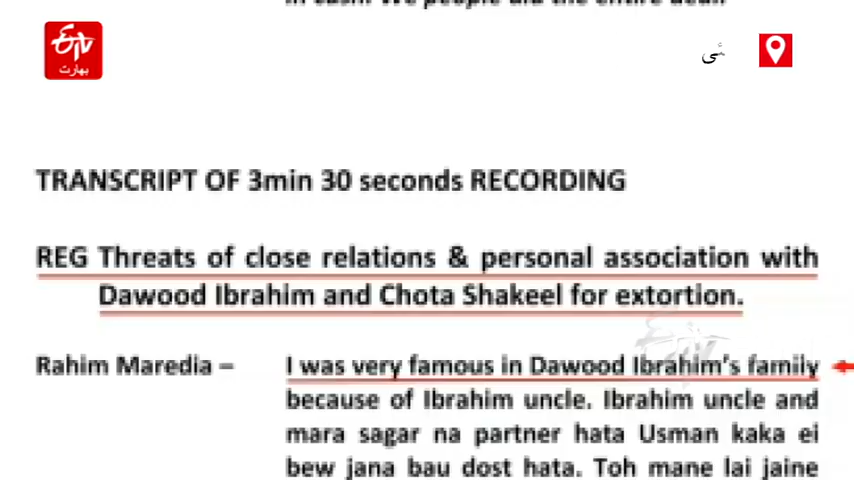 ETV
بھارت
TRANSCRIPT OF 3min 30 seconds RECORDING
REG Threats of close relations & personal association with
Dawood Ibrahim and Chota Shakeel for extortion.
Rahim Maredia – I was very famous in Dawood Ibrahim's family
because of Ibrahim uncle. Ibrahim uncle and
mara sagar na partner hata Usman kaka ei
bew jana bau dost hata. Toh mane lai jaine